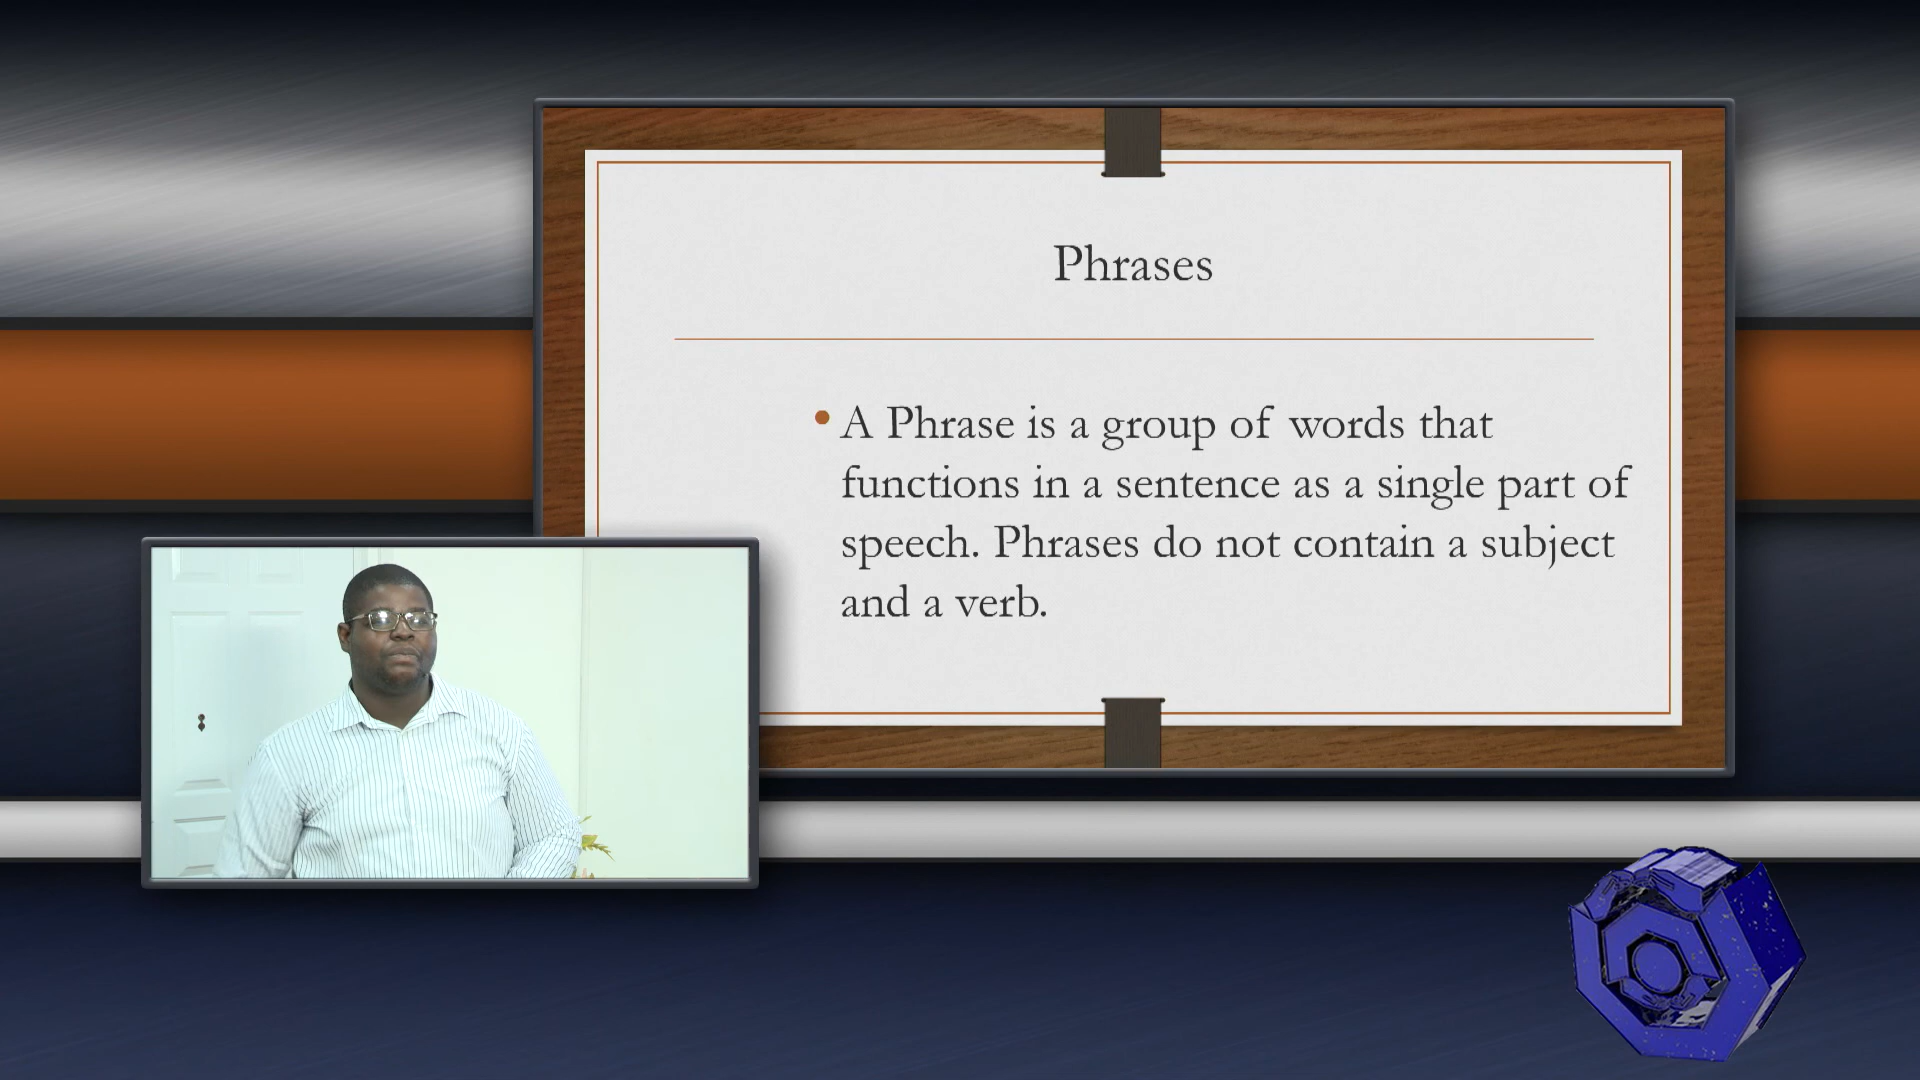 Phrases
• A Phrase is a group of words that
functions in a sentence as a single part of
speech. Phrases do not contain a subject
and a verb.